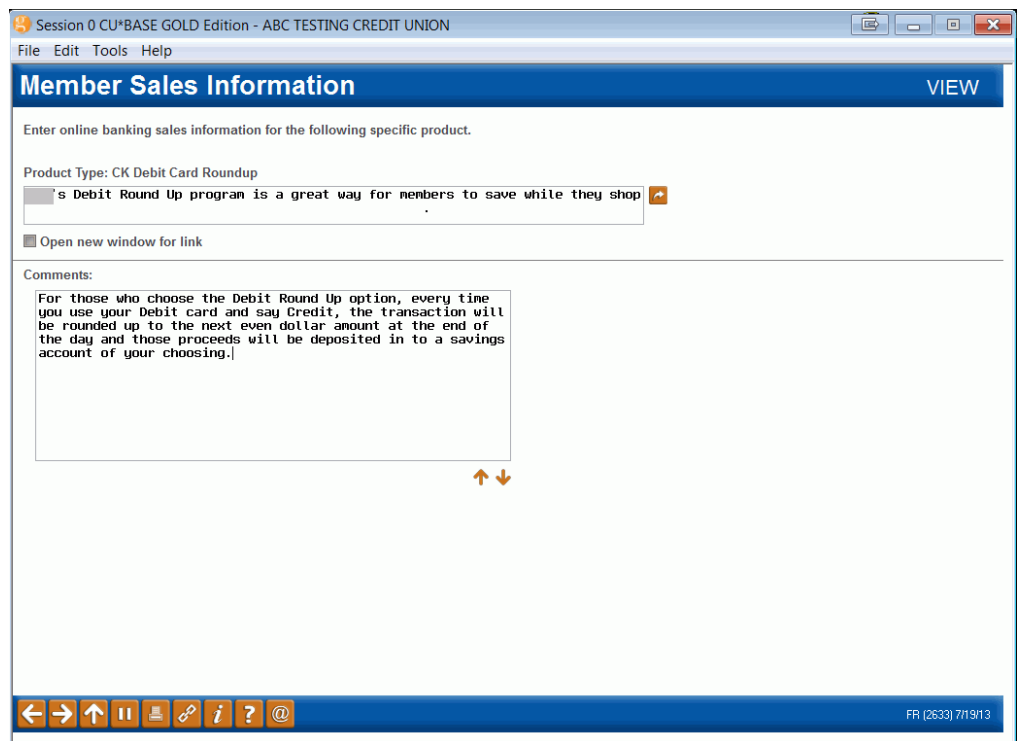 Session 0 CU*BASE GOLD Edition - ABC TESTING CREDIT UNION
File Edit Tools Help
Member Sales Information
VIEW
Enter online banking sales information for the following specific product.
Product Type: CK Debit Card Roundup
's Debit Round Up program is a great way for members to save while they shop
.
Open new window for link
Comments:
For those who choose the Debit Round Up option, every time
you use your Debit card and say Credit, the transaction will
be rounded up to the next even dollar amount at the end of
the day and those proceeds will be deposited in to a savings
account of your choosing.
FR (2633) 7/19/13